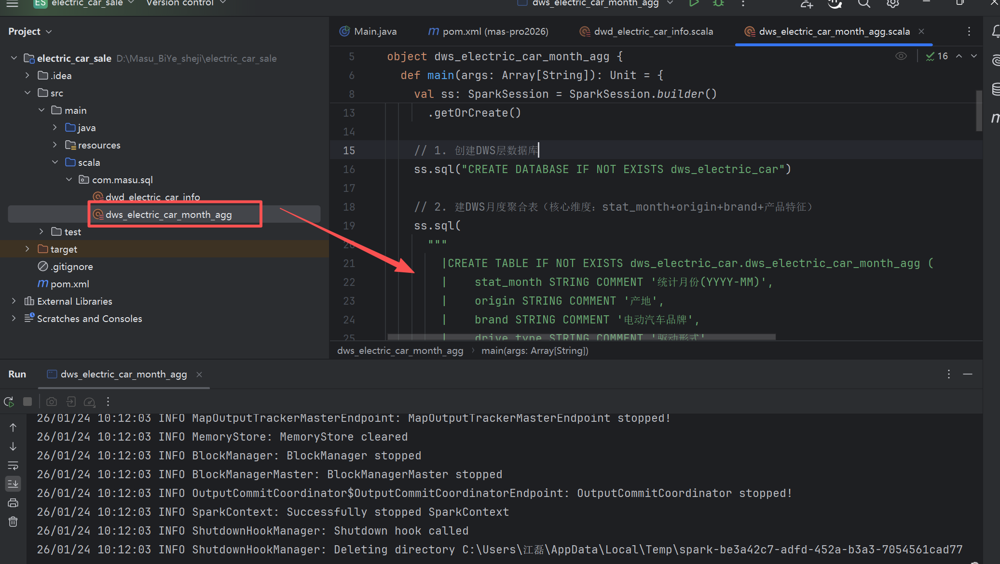 ES electric_car_sale Version control dws_electric_car_month_agg
Project
electric_car_sale D:\Masu_BiYe_sheji\electric_car_sale
.idea
src
main
java
resources
scala
com.masu.sql
dwd_electric_car_info
dws_electric_car_month_agg
test
target
.gitignore
m pom.xml
External Libraries
Scratches and Consoles
Main.java m pom.xml (mas-pro2026) dwd_electric_car_info.scala dws_electric_car_month_agg.scala
16
5 object dws_electric_car_month_agg {
6 def main(args: Array[String]): Unit = {
8 val ss: SparkSession = SparkSession.builder()
13 .getOrCreate()
14
15 // 1. 创建DWS层数据库
16 ss.sql("CREATE DATABASE IF NOT EXISTS dws_electric_car")
17
18 // 2. 建DWS月度聚合表（核心维度：stat_month+origin+brand+产品特征）
19 ss.sql(
20 """
21 |CREATE TABLE IF NOT EXISTS dws_electric_car.dws_electric_car_month_agg (
22 | stat_month STRING COMMENT '统计月份(YYYY-MM)',
23 | origin STRING COMMENT '产地',
24 | brand STRING COMMENT '电动汽车品牌',
25 | drive_type STRING COMMENT '驱动形式'
dws_electric_car_month_agg › main(args: Array[String])
Run dws_electric_car_month_agg
26/01/24 10:12:03 INFO MapOutputTrackerMasterEndpoint: MapOutputTrackerMasterEndpoint stopped!
26/01/24 10:12:03 INFO MemoryStore: MemoryStore cleared
26/01/24 10:12:03 INFO BlockManager: BlockManager stopped
26/01/24 10:12:03 INFO BlockManagerMaster: BlockManagerMaster stopped
26/01/24 10:12:03 INFO OutputCommitCoordinator$OutputCommitCoordinatorEndpoint: OutputCommitCoordinator stopped!
26/01/24 10:12:03 INFO SparkContext: Successfully stopped SparkContext
26/01/24 10:12:03 INFO ShutdownHookManager: Shutdown hook called
26/01/24 10:12:03 INFO ShutdownHookManager: Deleting directory C:\Users\江磊\AppData\Local\Temp\spark-be3a42c7-adfd-452a-b3a3-7054561cad77